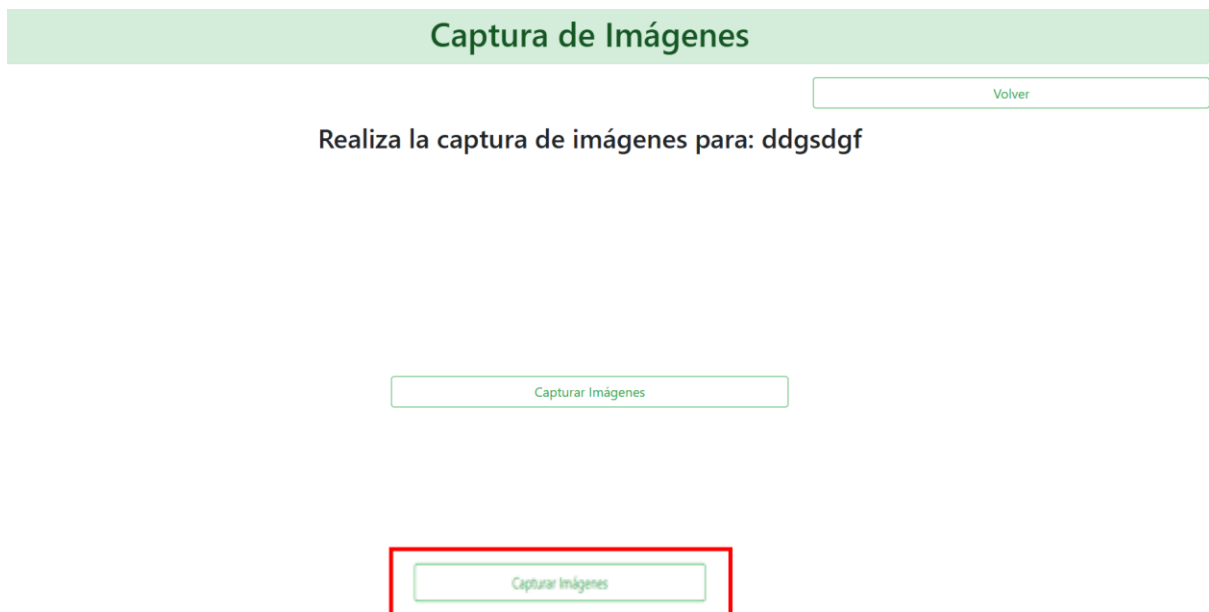 Captura de Imágenes
Volver
Realiza la captura de imágenes para: ddgsdgf
Capturar Imágenes
Capturar Imágenes